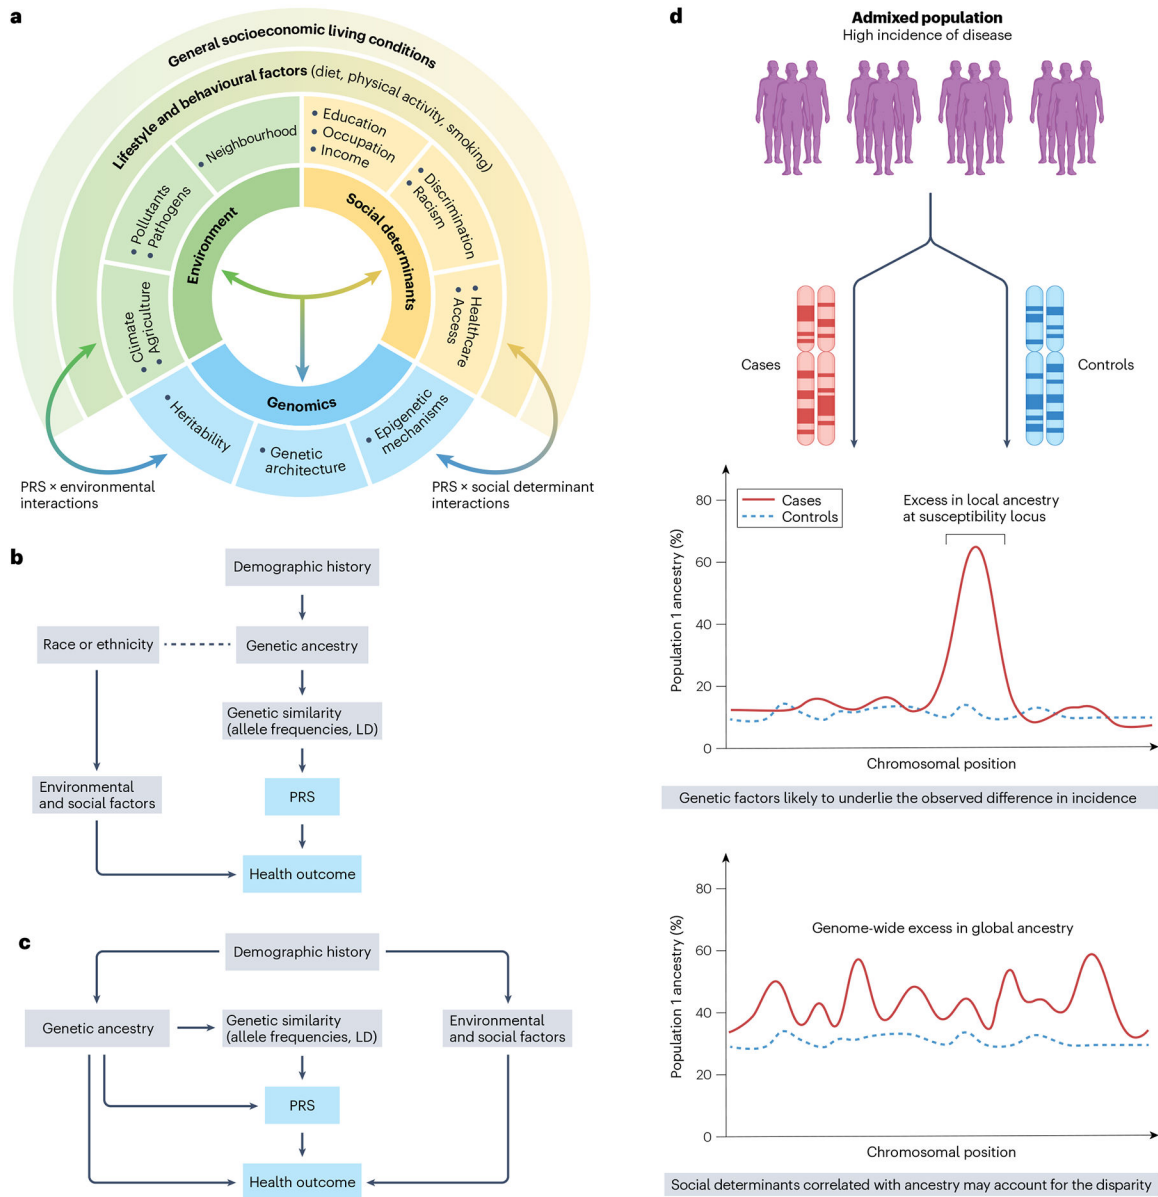 a
General socioeconomic living conditions
Lifestyle and behavioural factors (diet, physical activity, smoking)
• Neighbourhood
• Education
• Occupation
• Income
• Pollutants
• Pathogens
• Discrimination
• Racism
Environment
Social determinants
• Climate
• Agriculture
• Healthcare
• Access
Genomics
• Heritability
• Genetic
architecture
• Epigenetic
mechanisms
PRS × environmental
interactions
PRS × social determinant
interactions
b
Demographic history
Race or ethnicity
Genetic ancestry
Genetic similarity
(allele frequencies, LD)
Environmental
and social factors
PRS
Health outcome
c
Demographic history
Genetic ancestry
Genetic similarity
(allele frequencies, LD)
Environmental
and social factors
PRS
Health outcome
d
Admixed population
High incidence of disease
Cases
Controls
Population 1 ancestry (%)
80
60
40
20
0
Cases
Controls
Excess in local ancestry
at susceptibility locus
Chromosomal position
Genetic factors likely to underlie the observed difference in incidence
Population 1 ancestry (%)
80
60
40
20
0
Genome-wide excess in global ancestry
Chromosomal position
Social determinants correlated with ancestry may account for the disparity